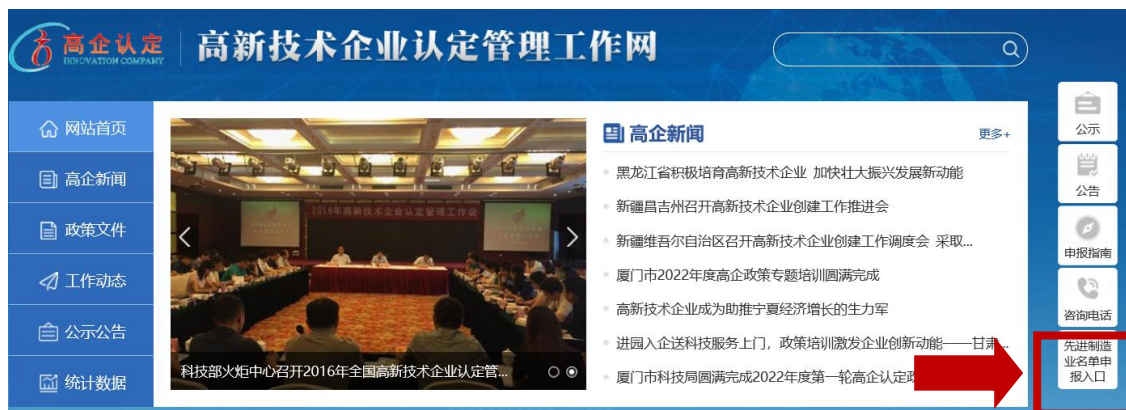 高企认定
INNOVATION COMPANY
高新技术企业认定管理工作网
网站首页
高企新闻
政策文件
工作动态
公示公告
统计数据
2016年高新技术企业认定管理工作会
科技部火炬中心召开2016年全国高新技术企业认定管...
高企新闻
更多+
黑龙江省积极培育高新技术企业 加快壮大振兴发展新动能
新疆昌吉州召开高新技术企业创建工作推进会
新疆维吾尔自治区召开高新技术企业创建工作调度会 采取...
厦门市2022年度高企政策专题培训圆满完成
高新技术企业成为助推宁夏经济增长的生力军
进园入企送科技服务上门，政策培训激发企业创新动能——甘肃...
厦门市科技局圆满完成2022年度第一轮高企认定政
公示
公告
申报指南
咨询电话
先进制造
业名单申
报入口